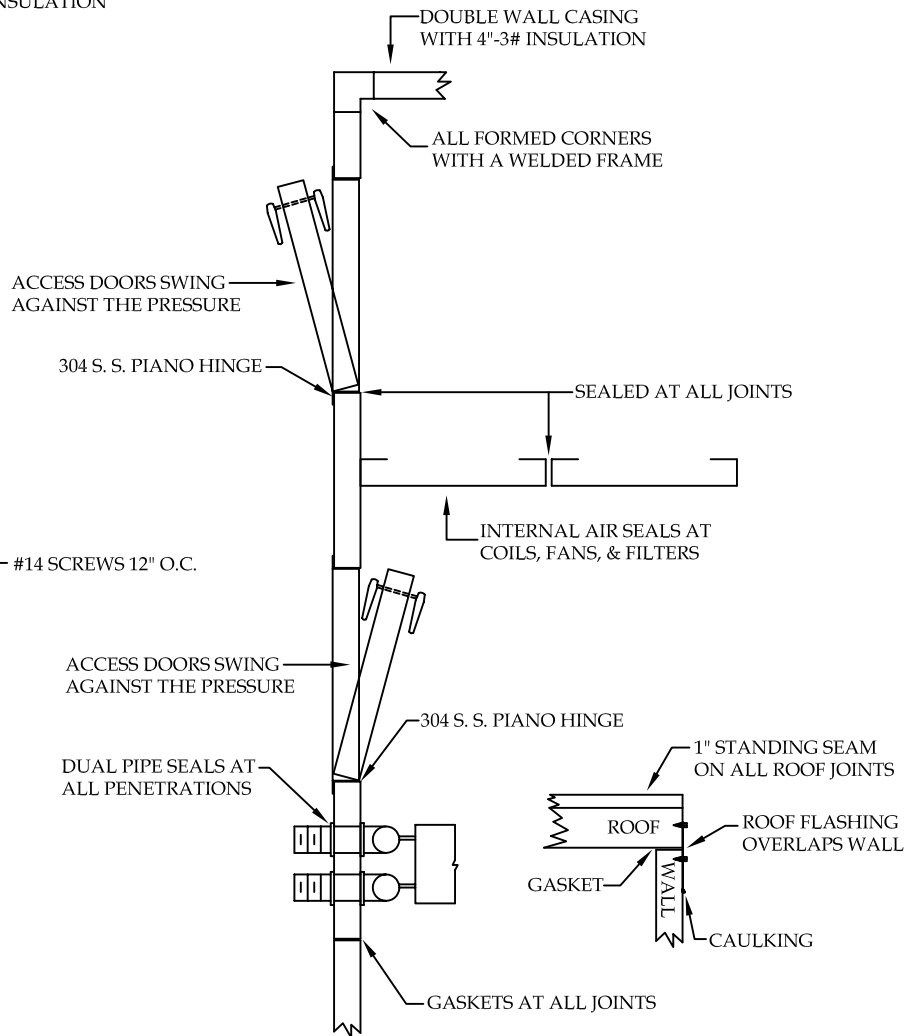 INSULATION
DOUBLE WALL CASING
WITH 4"-3# INSULATION
ALL FORMED CORNERS
WITH A WELDED FRAME
ACCESS DOORS SWING
AGAINST THE PRESSURE
304 S. S. PIANO HINGE
SEALED AT ALL JOINTS
INTERNAL AIR SEALS AT
COILS, FANS, & FILTERS
#14 SCREWS 12" O.C.
ACCESS DOORS SWING
AGAINST THE PRESSURE
304 S. S. PIANO HINGE
DUAL PIPE SEALS AT
ALL PENETRATIONS
1" STANDING SEAM
ON ALL ROOF JOINTS
ROOF
ROOF FLASHING
OVERLAPS WALL
GASKET
WALL
CAULKING
GASKETS AT ALL JOINTS